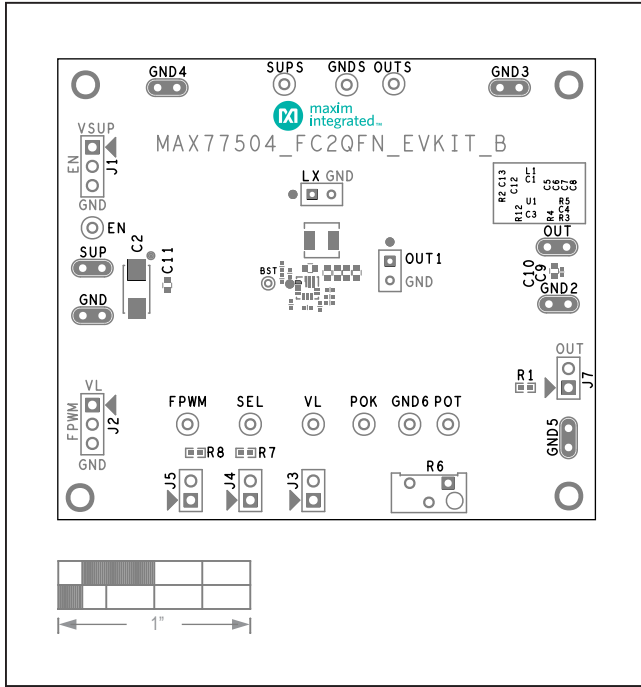 GND4
SUPS
GNDS
OUTS
GND3
maxim
integrated™
MAX77504_FC2QFN_EVKIT_B
VSUP
EN
J1
GND
LX GND
R2
C13
C12
L1
C1
C5
C6
C7
C8
R12
U1
C3
R4
R5
C4
R3
EN
SUP
C2
C11
GND
BST
OUT1
GND
OUT
C10
C9
GND2
OUT
R1
J7
GND5
VL
FPWM
J2
GND
FPWM
SEL
VL
POK
GND6
POT
R8
R7
J5
J4
J3
R6
1"